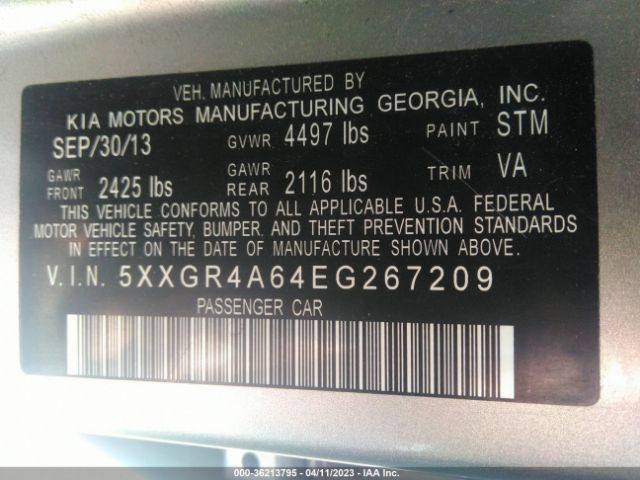 VEH. MANUFACTURED BY
KIA MOTORS MANUFACTURING GEORGIA, INC.
SEP/30/13 GVWR 4497 lbs PAINT STM
GAWR FRONT 2425 lbs GAWR REAR 2116 lbs TRIM VA
THIS VEHICLE CONFORMS TO ALL APPLICABLE U.S.A. FEDERAL
MOTOR VEHICLE SAFETY, BUMPER, AND THEFT PREVENTION STANDARDS
IN EFFECT ON THE DATE OF MANUFACTURE SHOWN ABOVE.
V.I.N. 5XXGR4A64EG267209
PASSENGER CAR
000-36213795 - 04/11/2023 - IAA Inc.